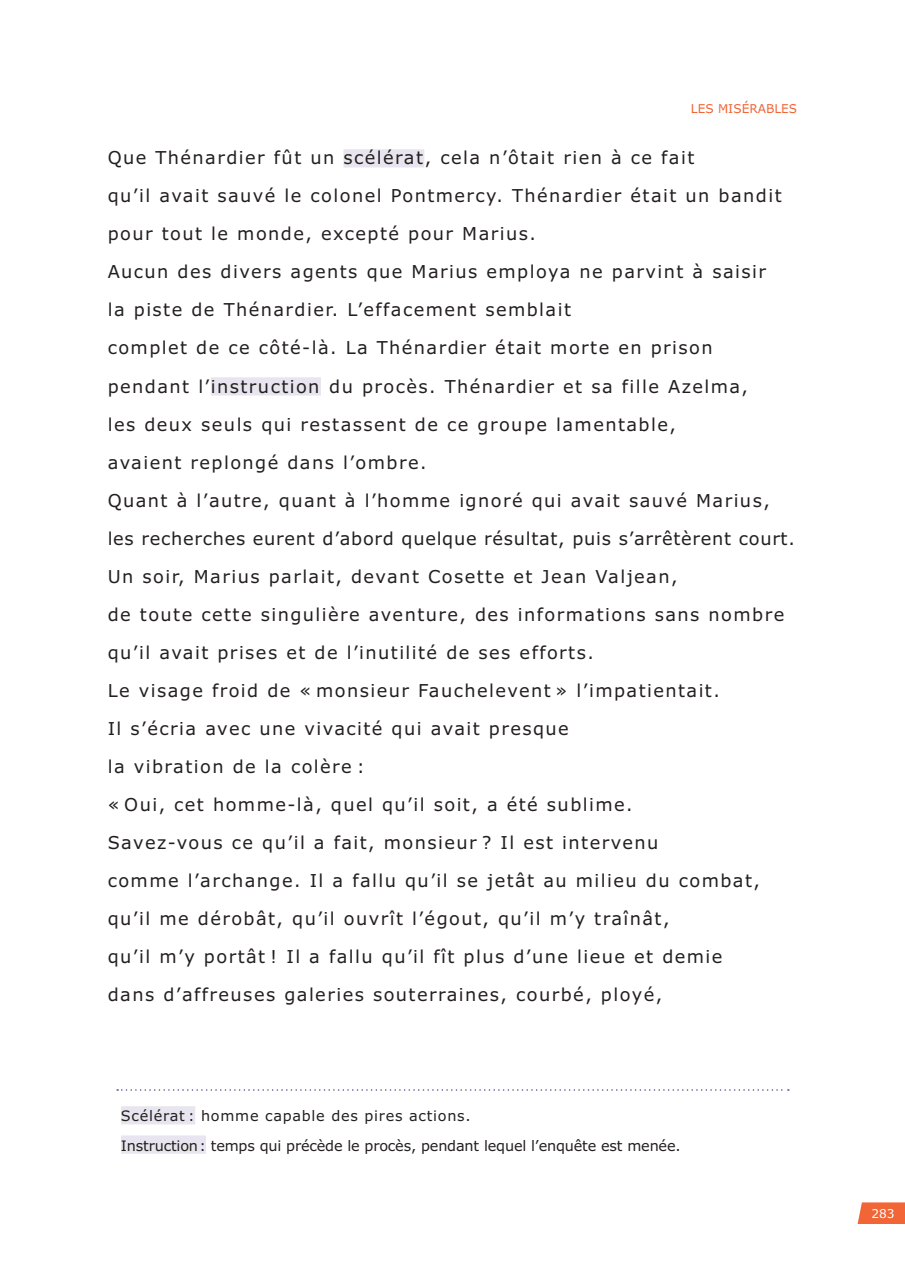 LES MISÉRABLES
Que Thénardier fût un scélérat, cela n’ôtait rien à ce fait
qu’il avait sauvé le colonel Pontmercy. Thénardier était un bandit
pour tout le monde, excepté pour Marius.
Aucun des divers agents que Marius employa ne parvint à saisir
la piste de Thénardier. L’effacement semblait
complet de ce côté-là. La Thénardier était morte en prison
pendant l’instruction du procès. Thénardier et sa fille Azelma,
les deux seuls qui restassent de ce groupe lamentable,
avaient replongé dans l’ombre.
Quant à l’autre, quant à l’homme ignoré qui avait sauvé Marius,
les recherches eurent d’abord quelque résultat, puis s’arrêtèrent court.
Un soir, Marius parlait, devant Cosette et Jean Valjean,
de toute cette singulière aventure, des informations sans nombre
qu’il avait prises et de l’inutilité de ses efforts.
Le visage froid de « monsieur Fauchelevent » l’impatientait.
Il s’écria avec une vivacité qui avait presque
la vibration de la colère :
« Oui, cet homme-là, quel qu’il soit, a été sublime.
Savez-vous ce qu’il a fait, monsieur ? Il est intervenu
comme l’archange. Il a fallu qu’il se jetât au milieu du combat,
qu’il me dérobât, qu’il ouvrît l’égout, qu’il m’y traînât,
qu’il m’y portât ! Il a fallu qu’il fît plus d’une lieue et demie
dans d’affreuses galeries souterraines, courbé, ployé,
Scélérat : homme capable des pires actions.
Instruction : temps qui précède le procès, pendant lequel l’enquête est menée.
283